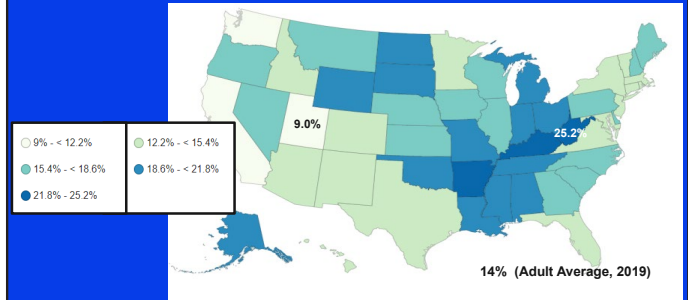 9.0%
25.2%
9% - < 12.2%
12.2% - < 15.4%
15.4% - < 18.6%
18.6% - < 21.8%
21.8% - 25.2%
14% (Adult Average, 2019)